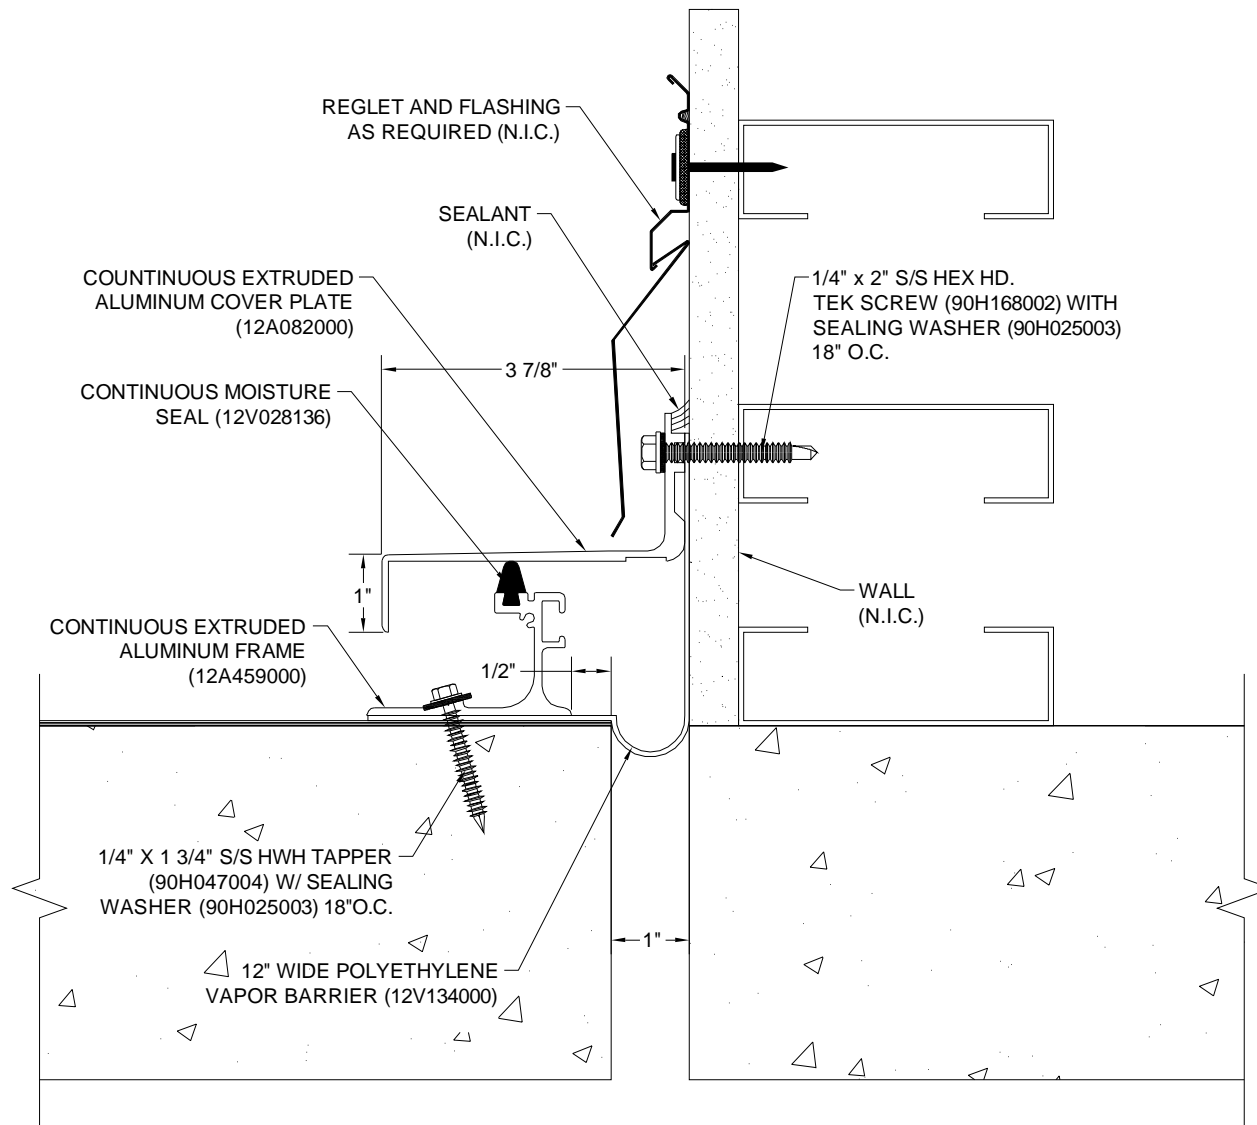 REGLET AND FLASHING
AS REQUIRED (N.I.C.)
SEALANT
(N.I.C.)
COUNTINUOUS EXTRUDED
ALUMINUM COVER PLATE
(12A082000)
1/4" x 2" S/S HEX HD.
TEK SCREW (90H168002) WITH
SEALING WASHER (90H025003)
18" O.C.
3 7/8"
CONTINUOUS MOISTURE
SEAL (12V028136)
1"
WALL
(N.I.C.)
CONTINUOUS EXTRUDED
ALUMINUM FRAME
(12A459000)
1/2"
1/4" X 1 3/4" S/S HWH TAPPER
(90H047004) W/ SEALING
WASHER (90H025003) 18"O.C.
1"
12" WIDE POLYETHYLENE
VAPOR BARRIER (12V134000)